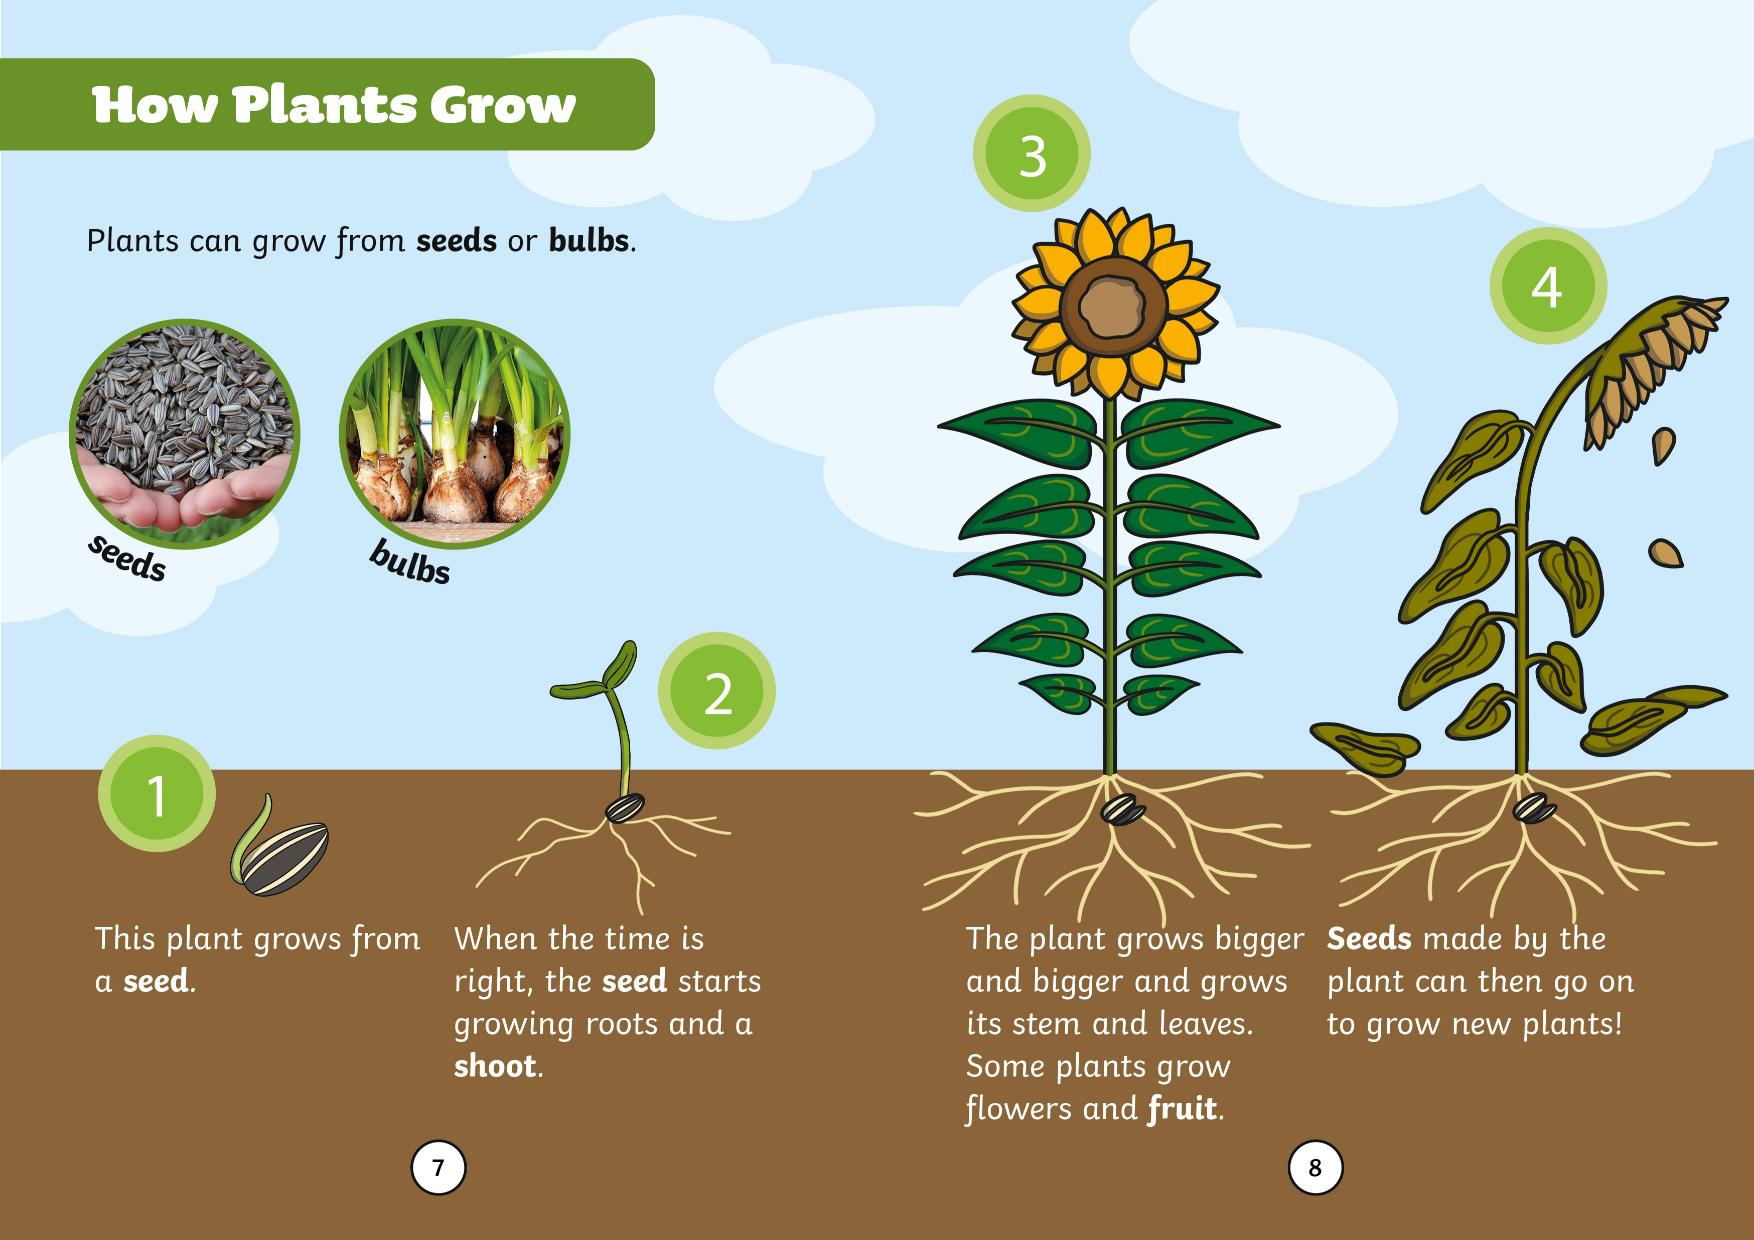 How Plants Grow
Plants can grow from seeds or bulbs.
seeds
bulbs
1
2
3
4
This plant grows from
a seed.
When the time is
right, the seed starts
growing roots and a
shoot.
The plant grows bigger
and bigger and grows
its stem and leaves.
Some plants grow
flowers and fruit.
Seeds made by the
plant can then go on
to grow new plants!
7
8